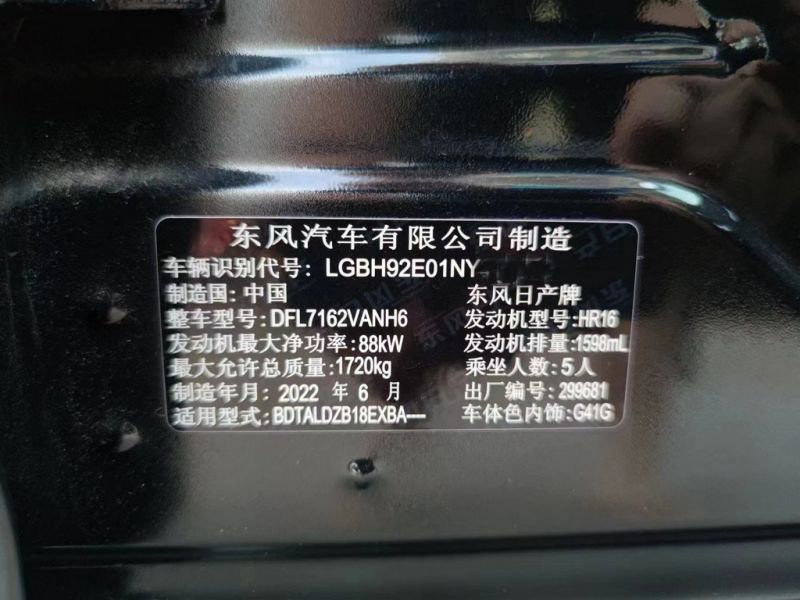 东风汽车有限公司制造
车辆识别代号: LGBH92E01NY
制造国: 中国 东风日产牌
整车型号: DFL7162VANH6 发动机型号: HR16
发动机最大净功率: 88kW 发动机排量: 1598mL
最大允许总质量: 1720kg 乘坐人数: 5人
制造年月: 2022 年 6 月 出厂编号: 299681
适用型式: BDTALDZB18EXBA---- 车体色内饰: G41G